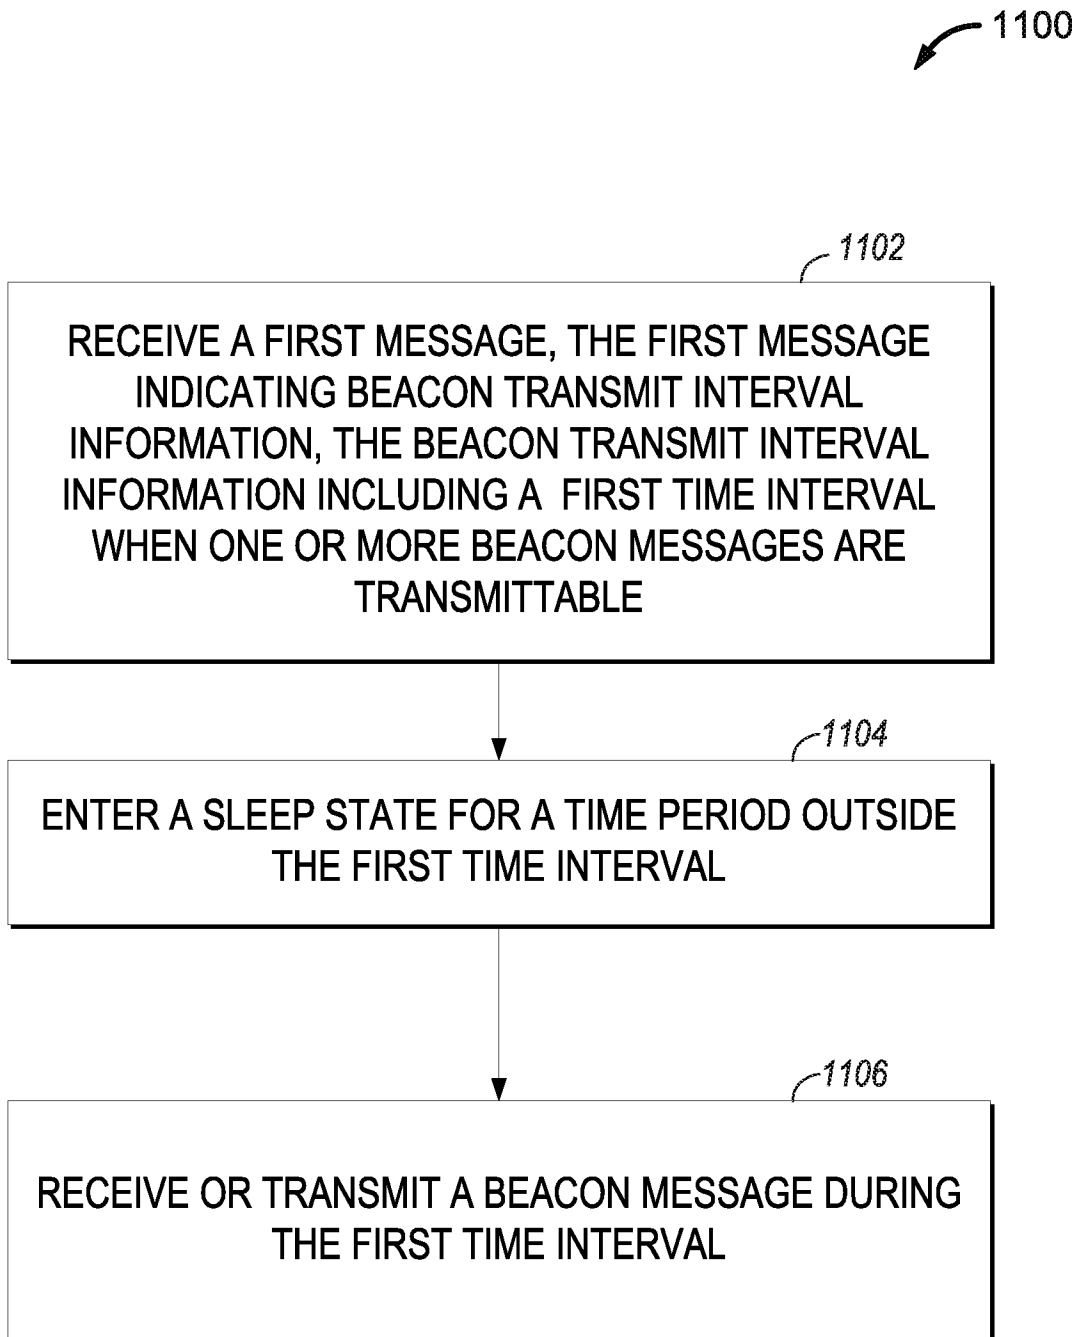 1100
1102
RECEIVE A FIRST MESSAGE, THE FIRST MESSAGE
INDICATING BEACON TRANSMIT INTERVAL
INFORMATION, THE BEACON TRANSMIT INTERVAL
INFORMATION INCLUDING A FIRST TIME INTERVAL
WHEN ONE OR MORE BEACON MESSAGES ARE
TRANSMITTABLE
1104
ENTER A SLEEP STATE FOR A TIME PERIOD OUTSIDE
THE FIRST TIME INTERVAL
1106
RECEIVE OR TRANSMIT A BEACON MESSAGE DURING
THE FIRST TIME INTERVAL